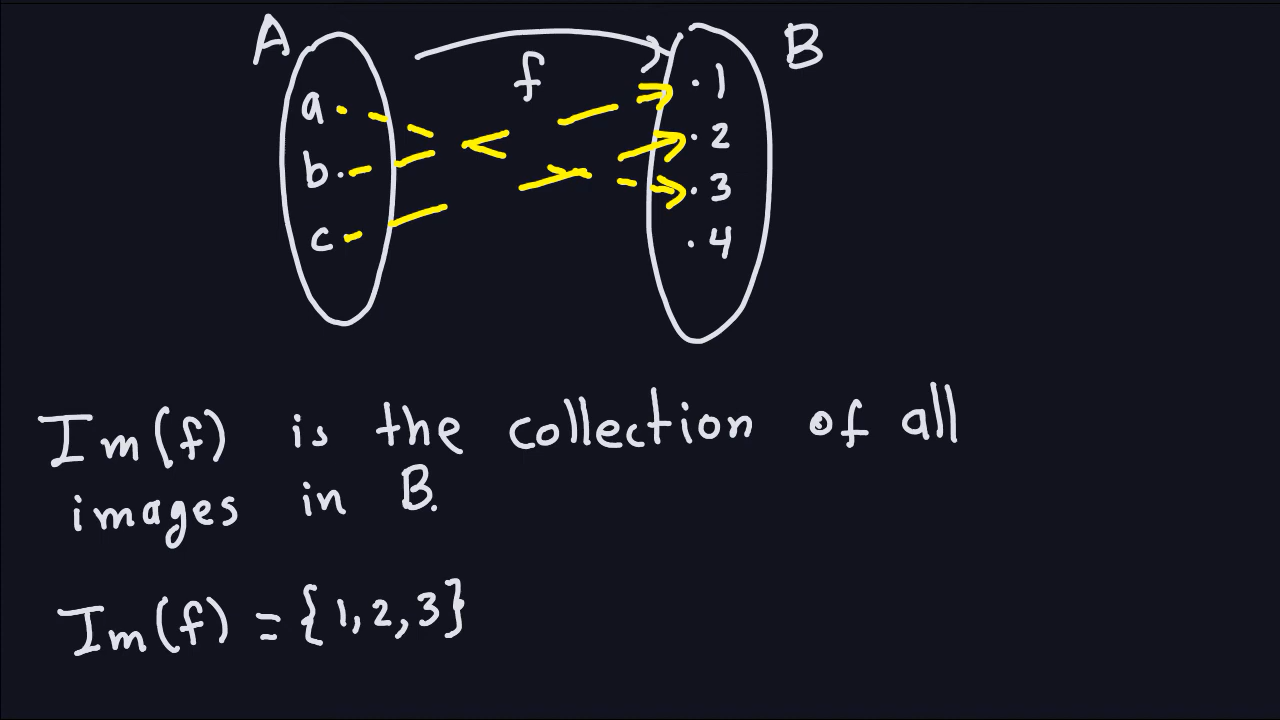 A B
f
a . . 1
b . . 2
c . . 3
. 4
Im(f) is the collection of all
images in B.
Im(f) = {1,2,3}